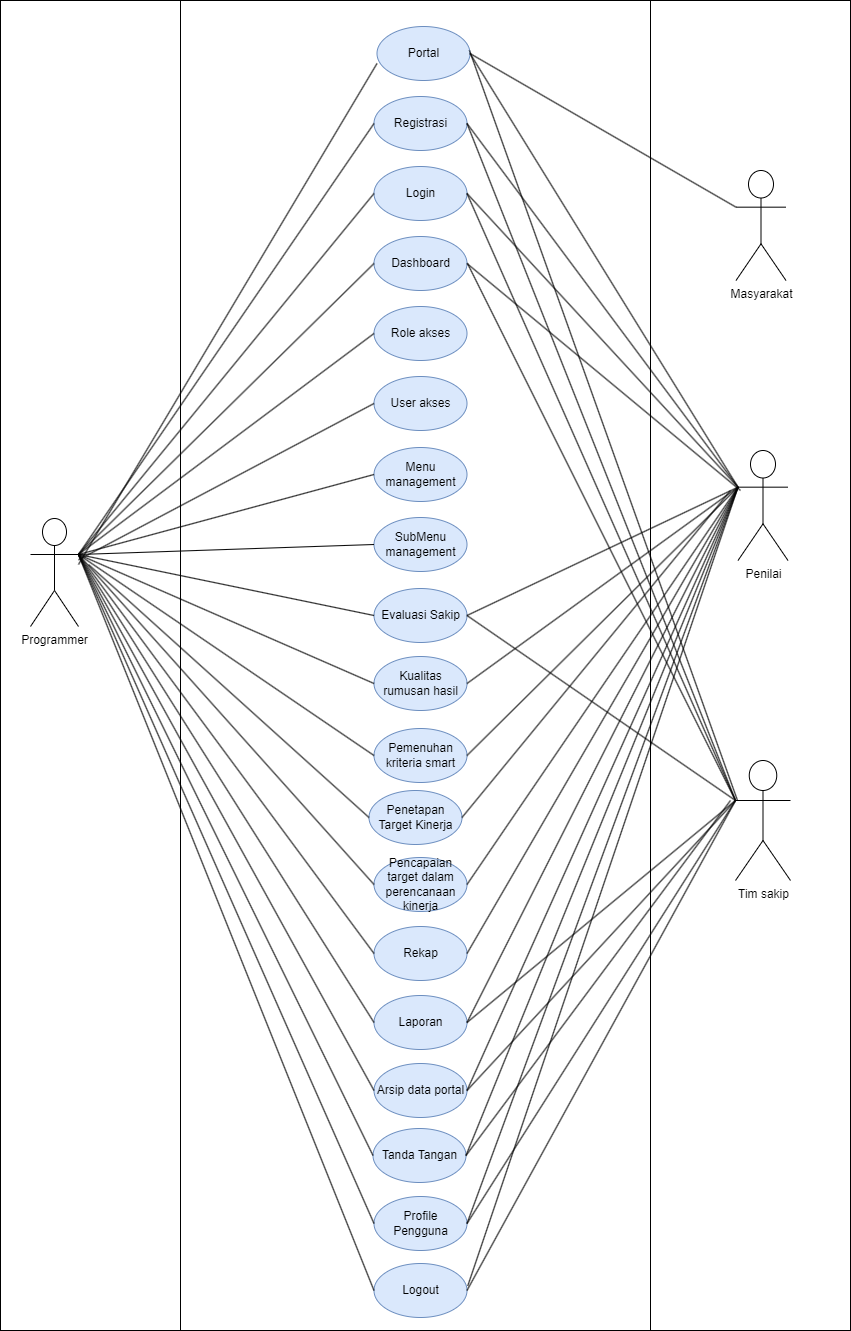 Portal
Registrasi
Login
Dashboard
Role akses
User akses
Menu
management
SubMenu
management
Evaluasi Sakip
Kualitas
rumusan hasil
Pemenuhan
kriteria smart
Penetapan
Target Kinerja
Pencapaian
target dalam
perencanaan
kinerja
Rekap
Laporan
Arsip data portal
Tanda Tangan
Profile
Pengguna
Logout
Programmer
Masyarakat
Penilai
Tim sakip